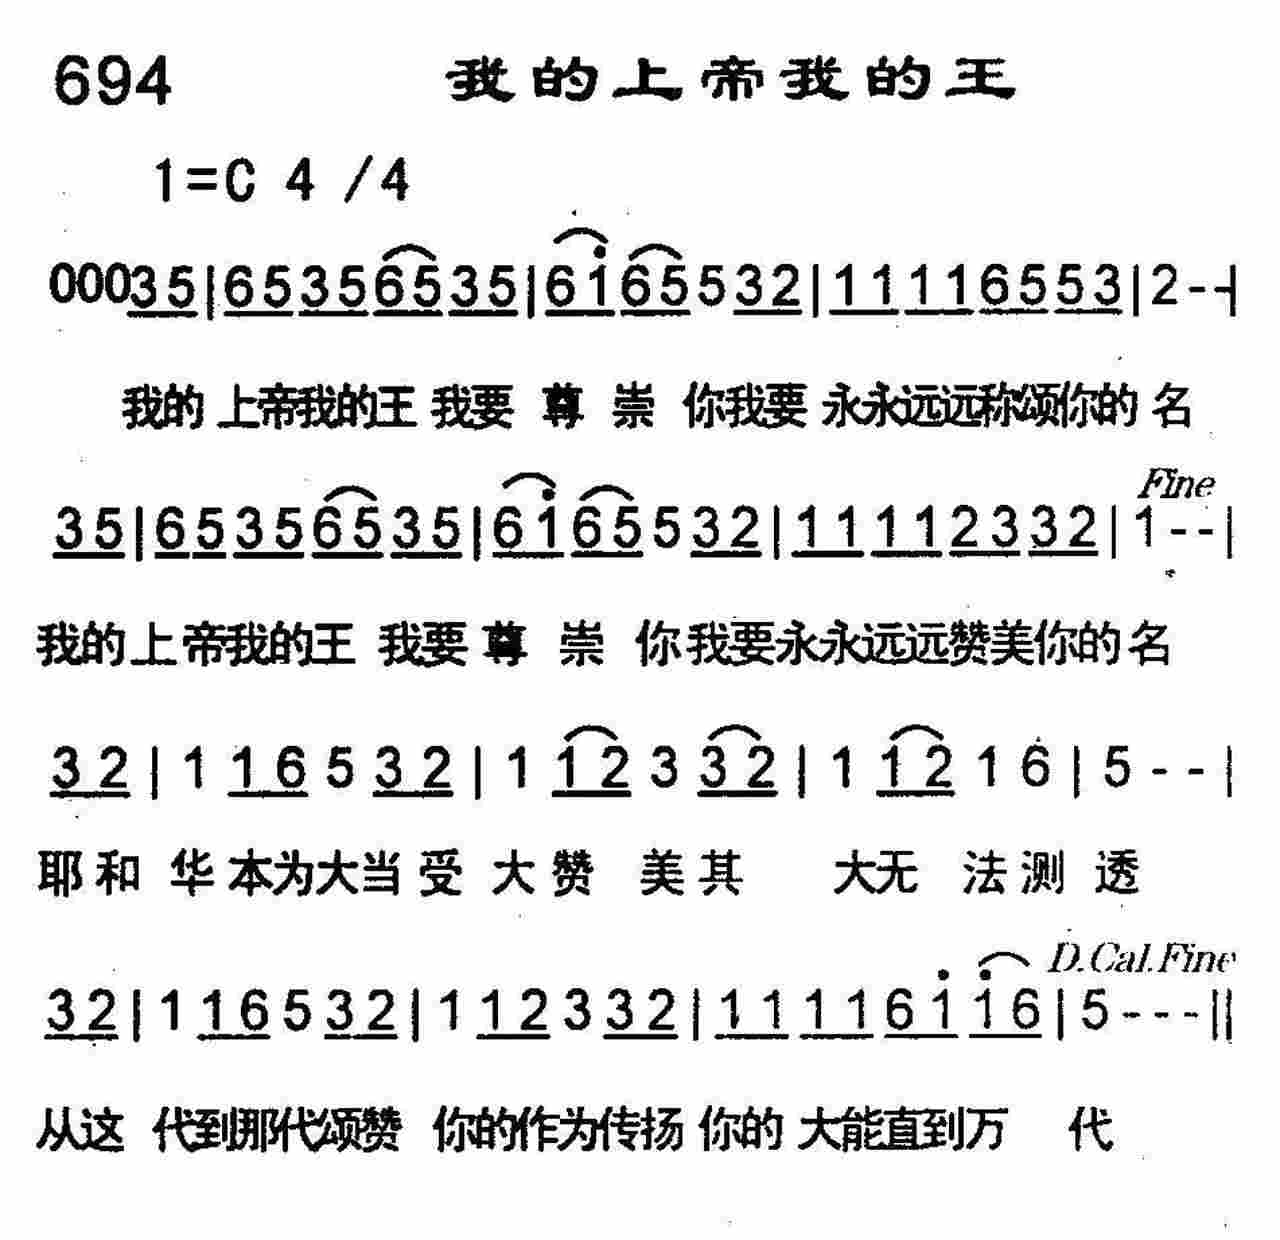 694 我的上帝我的王
1=C 4 /4
00035|65356535|6i65532|11116553|2--|
我的上帝我的王我要尊崇你我要永永远远称颂你的名
Fine
35|65356535|6i65532|11112332|1--|
我的上帝我的王我要尊崇你我要永永远远赞美你的名
32|116532|112332|11216|5--|
耶和华本为大当受大赞美其大无法测透
D.Cal.Fine
32|116532|112332|11116i̇i̇6|5---||
从这代到那代颂赞你的作为传扬你的大能直到万代